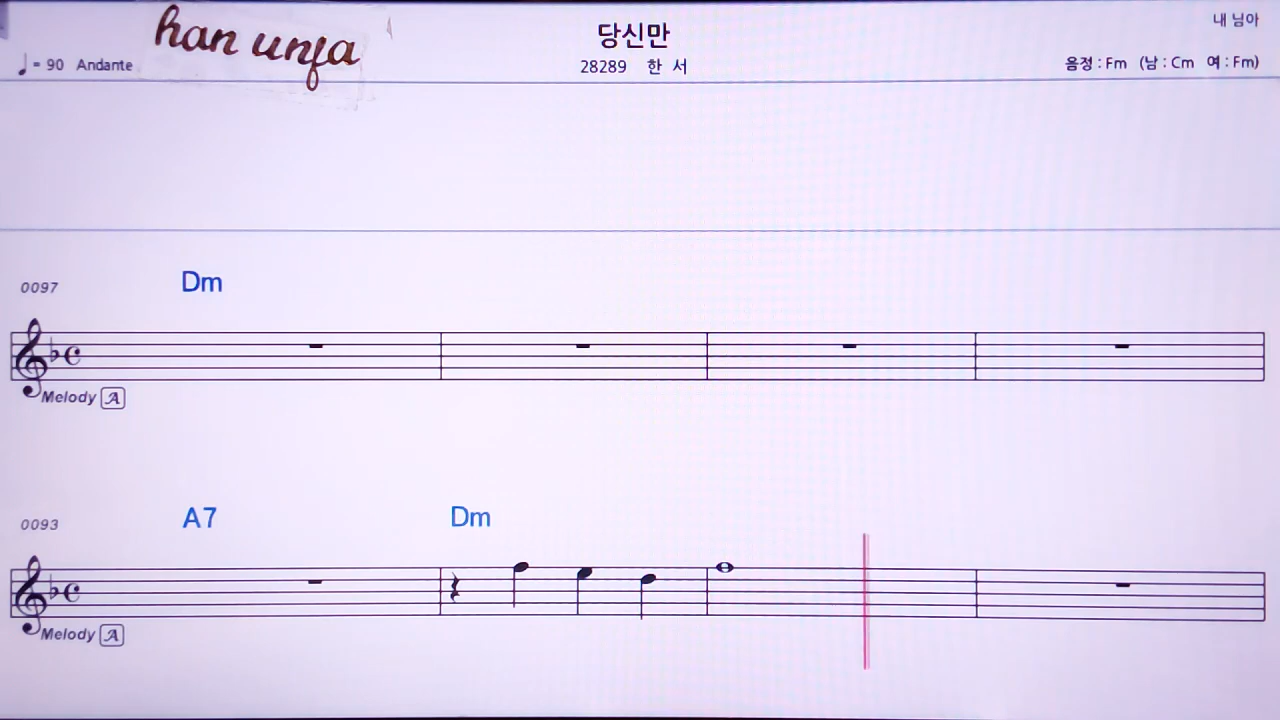 han unfa
당신만
내 님아
♩ = 90 Andante
28289 한 서
음정 : Fm (남 : Cm 여 : Fm)
0097 Dm
Melody A
0093 A7 Dm
Melody A